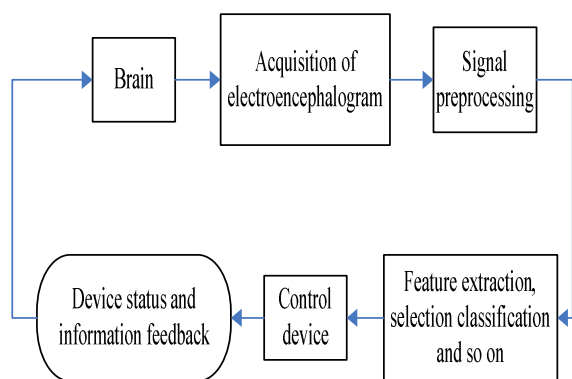 Brain
Acquisition of
electroencephalogram
Signal
preprocessing
Feature extraction,
selection classification
and so on
Control
device
Device status and
information feedback